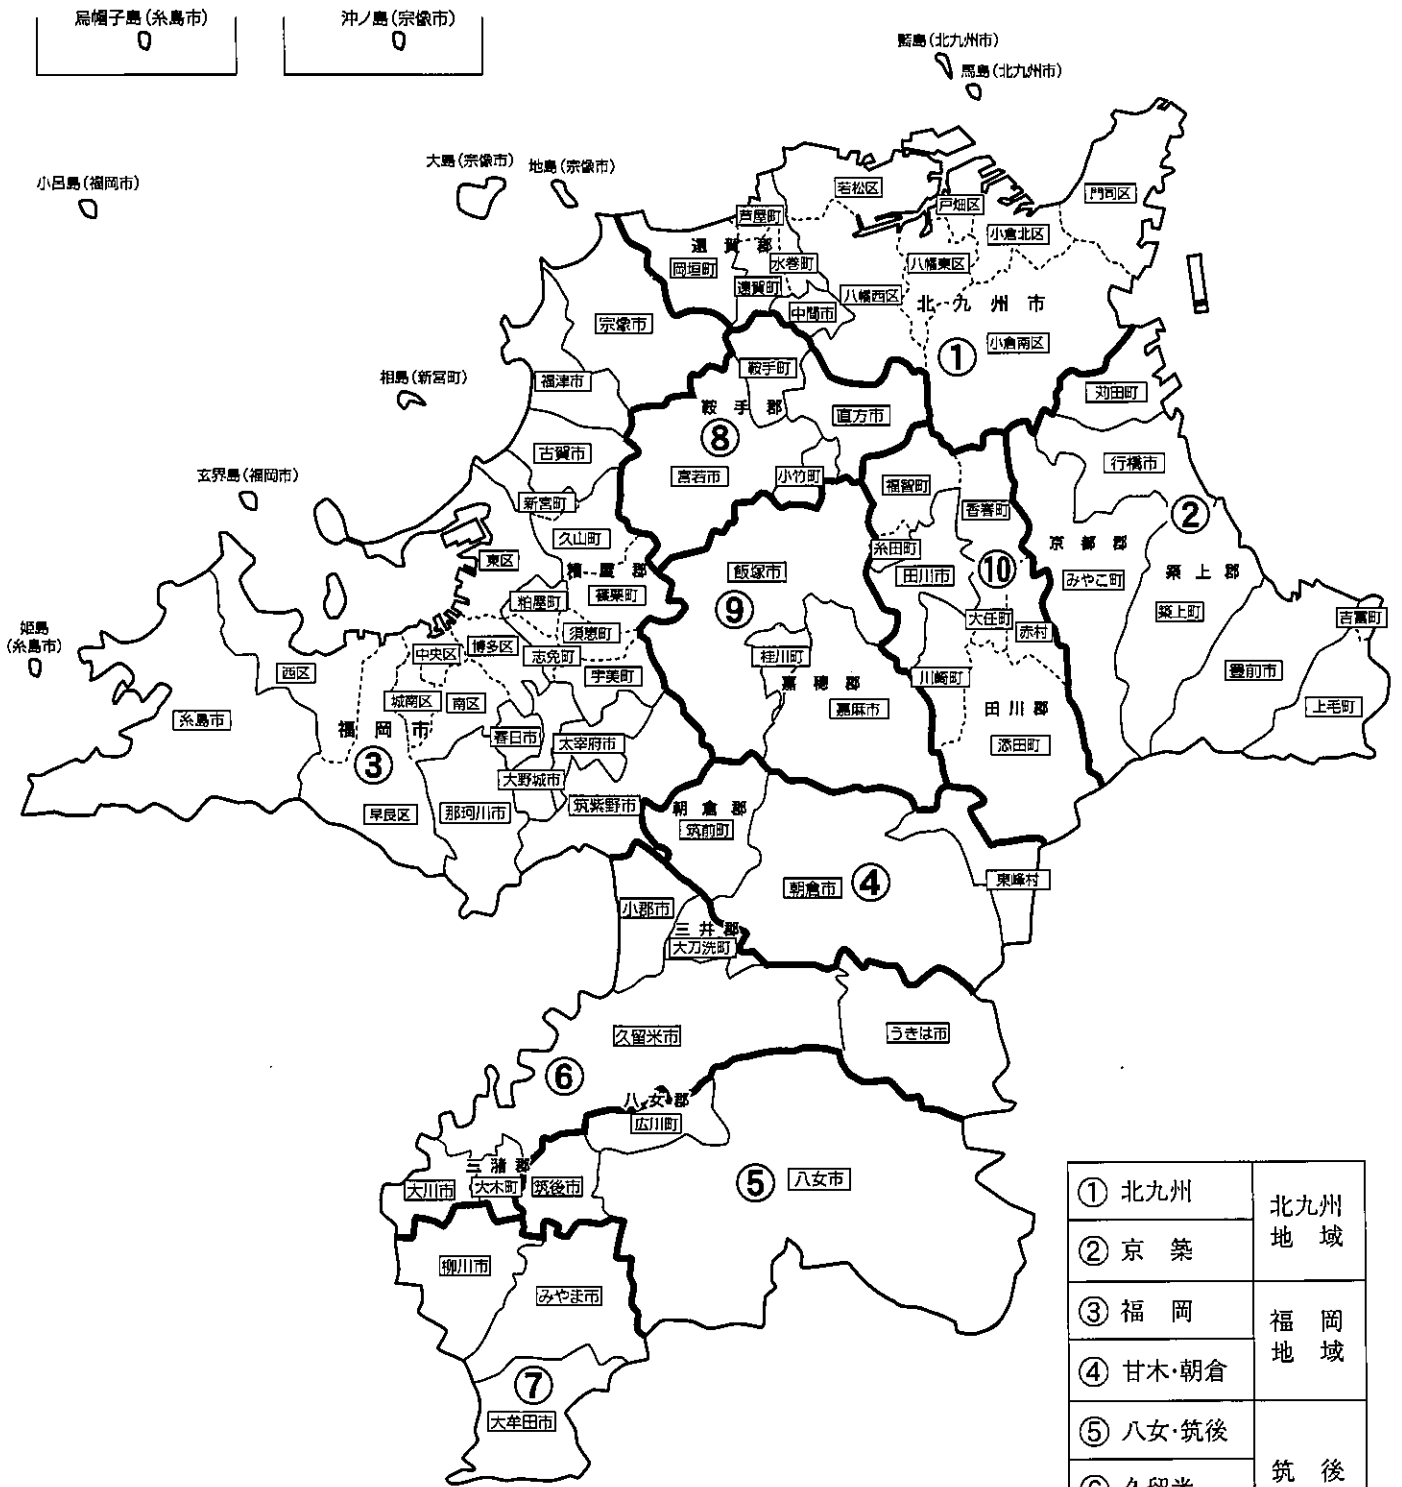 烏帽子島(糸島市)
沖ノ島(宗像市)
藍島(北九州市)
馬島(北九州市)
大島(宗像市)
地島(宗像市)
小呂島(福岡市)
若松区
門司区
戸畑区
芦屋町
小倉北区
遠賀郡
水巻町
八幡東区
岡垣町
遠賀町
八幡西区
北九州市
中間市
宗像市
小倉南区
①
鞍手町
相島(新宮町)
福津市
苅田町
鞍手郡
直方市
⑧
古賀市
行橋市
玄界島(福岡市)
宮若市
小竹町
福智町
新宮町
香春町
②
久山町
京都郡
糸田町
東区
糟屋郡
飯塚市
田川市
⑩
みやこ町
築上郡
篠栗町
粕屋町
⑨
築上町
吉富町
姫島
(糸島市)
須恵町
大任町
赤村
中央区
博多区
志免町
桂川町
西区
宇美町
嘉穂郡
川崎町
豊前市
城南区
南区
嘉麻市
田川郡
上毛町
糸島市
福岡市
春日市
太宰府市
添田町
③
大野城市
早良区
那珂川市
筑紫野市
朝倉郡
筑前町
朝倉市
④
東峰村
小郡市
三井郡
大刀洗町
久留米市
うきは市
⑥
八女郡
広川町
三潴郡
大川市
大木町
筑後市
⑤
八女市
柳川市
みやま市
⑦
大牟田市
① 北九州
北九州
地域
② 京築
③ 福岡
福岡
地域
④ 甘木・朝倉
⑤ 八女・筑後
筑後